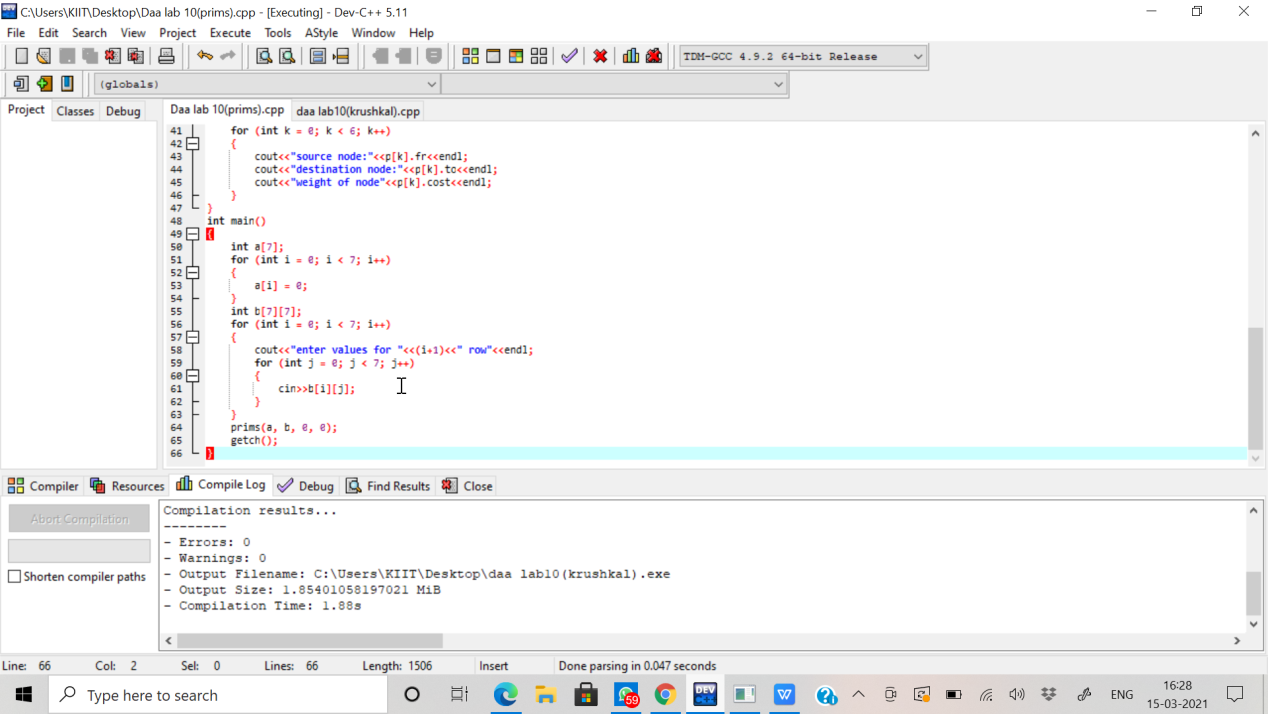 C:\Users\KIIT\Desktop\Daa lab 10(prims).cpp - [Executing] - Dev-C++ 5.11
File Edit Search View Project Execute Tools AStyle Window Help
TDM-GCC 4.9.2 64-bit Release
(globals)
Project Classes Debug
Daa lab 10(prims).cpp daa lab10(krushkal).cpp
41 for (int k = 0; k < 6; k++)
42 {
43 cout<<"source node:"<<p[k].fr<<endl;
44 cout<<"destination node:"<<p[k].to<<endl;
45 cout<<"weight of node"<<p[k].cost<<endl;
46 }
47 }
48 int main()
49 {
50 int a[7];
51 for (int i = 0; i < 7; i++)
52 {
53 a[i] = 0;
54 }
55 int b[7][7];
56 for (int i = 0; i < 7; i++)
57 {
58 cout<<"enter values for "<<(i+1)<<" row"<<endl;
59 for (int j = 0; j < 7; j++)
60 {
61 cin>>b[i][j];
62 }
63 }
64 prims(a, b, 0, 0);
65 getch();
66 }
Compiler Resources Compile Log Debug Find Results Close
Abort Compilation
Shorten compiler paths
Compilation results...
--------
- Errors: 0
- Warnings: 0
- Output Filename: C:\Users\KIIT\Desktop\daa lab10(krushkal).exe
- Output Size: 1.85401058197021 MiB
- Compilation Time: 1.88s
Line: 66 Col: 2 Sel: 0 Lines: 66 Length: 1506 Insert Done parsing in 0.047 seconds
Type here to search
59
DEV
W
ENG
16:28
15-03-2021